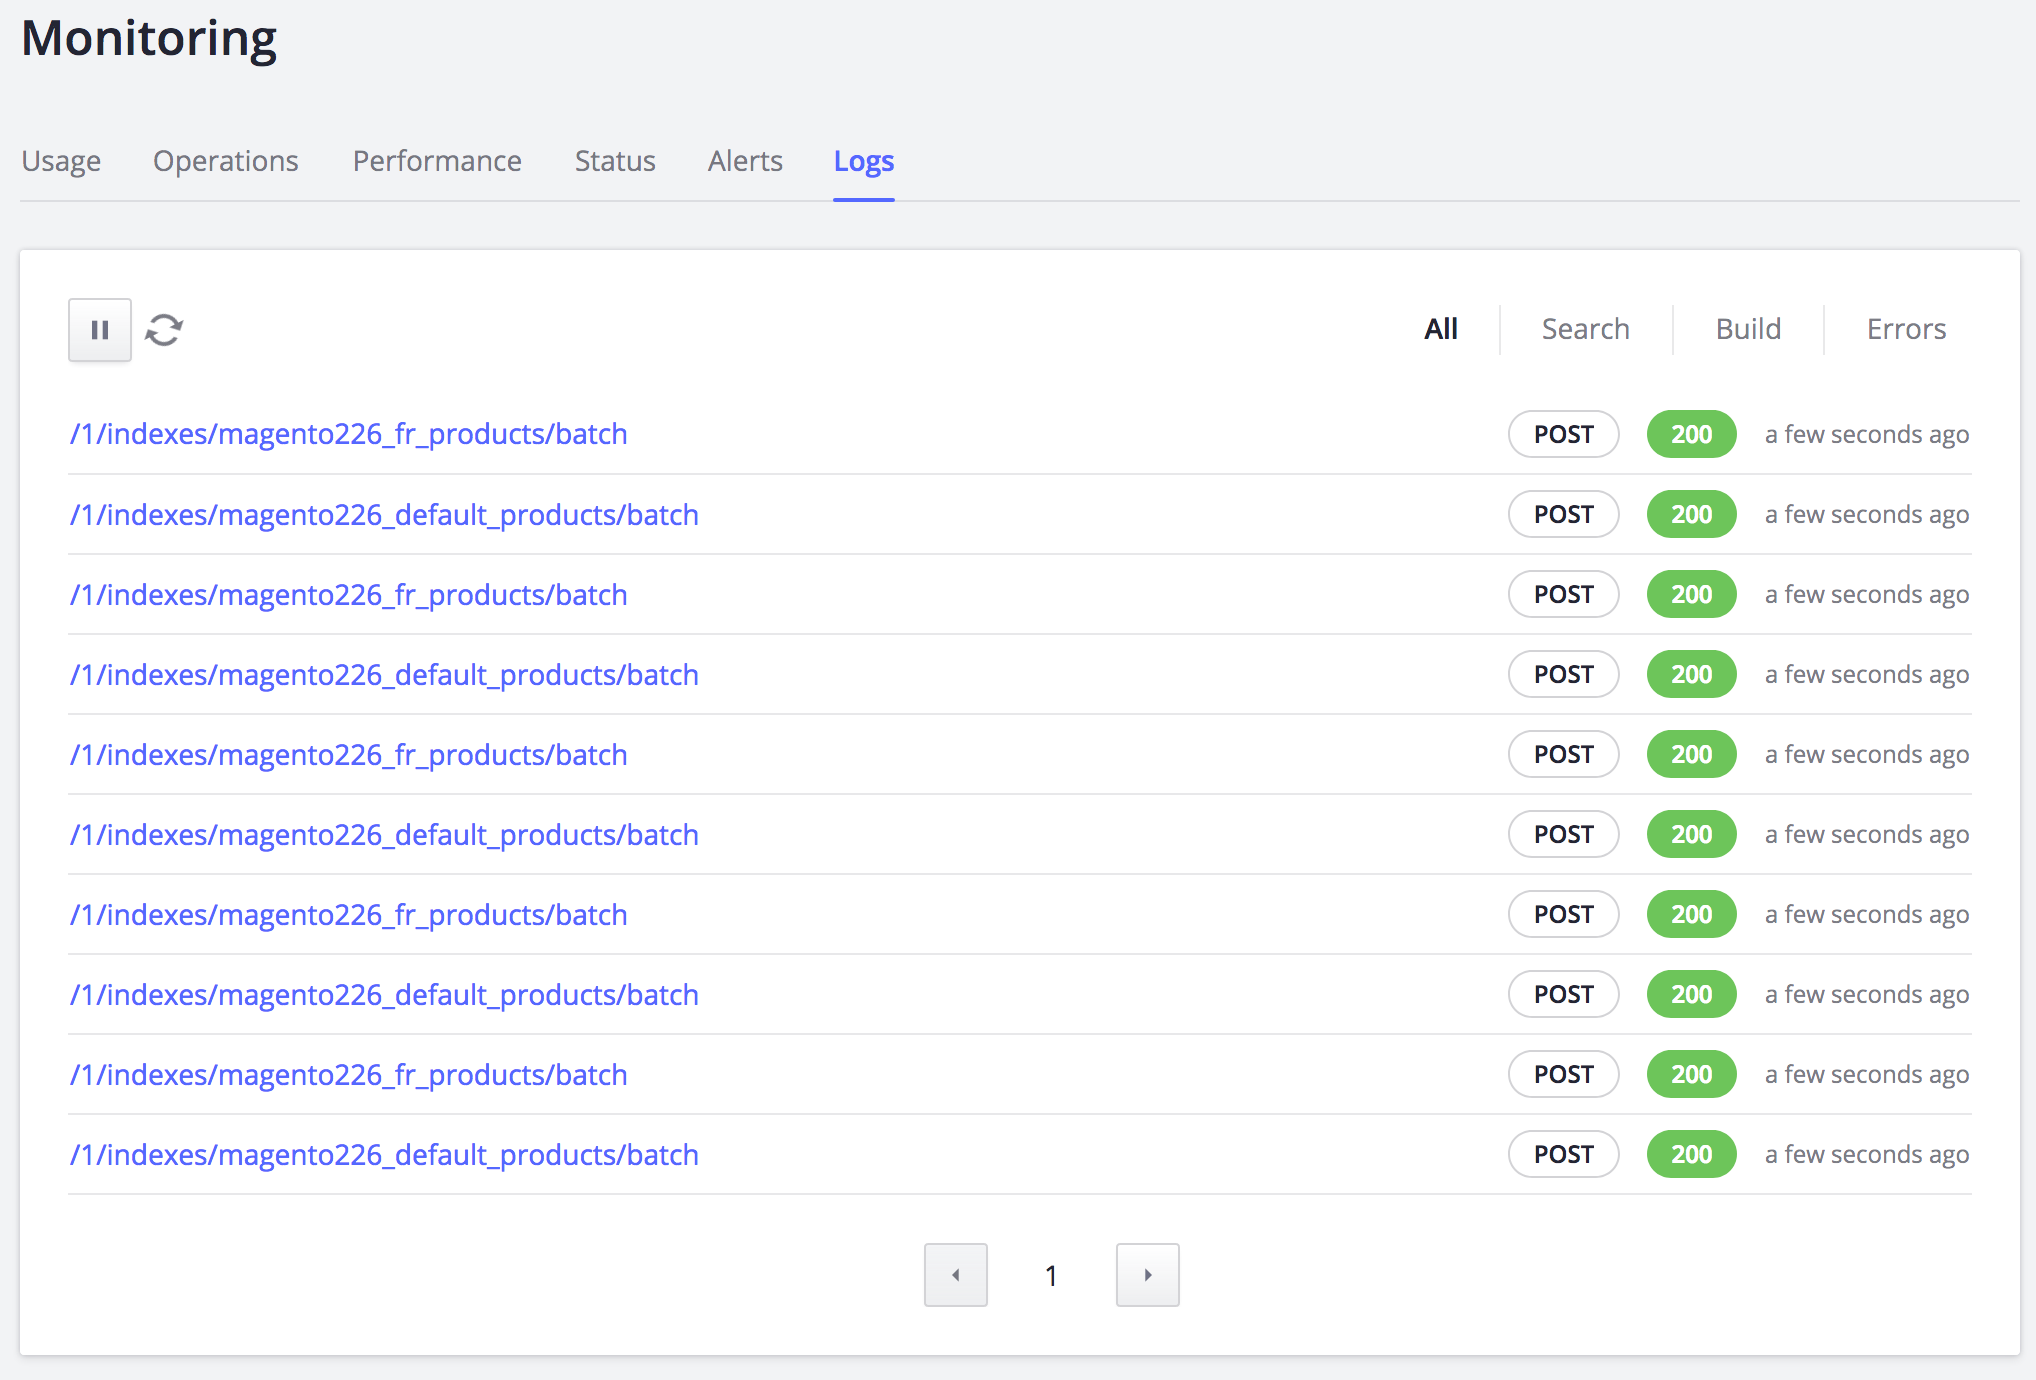 Monitoring
Usage Operations Performance Status Alerts Logs
All Search Build Errors
/1/indexes/magento226_fr_products/batch POST 200 a few seconds ago
/1/indexes/magento226_default_products/batch POST 200 a few seconds ago
/1/indexes/magento226_fr_products/batch POST 200 a few seconds ago
/1/indexes/magento226_default_products/batch POST 200 a few seconds ago
/1/indexes/magento226_fr_products/batch POST 200 a few seconds ago
/1/indexes/magento226_default_products/batch POST 200 a few seconds ago
/1/indexes/magento226_fr_products/batch POST 200 a few seconds ago
/1/indexes/magento226_default_products/batch POST 200 a few seconds ago
/1/indexes/magento226_fr_products/batch POST 200 a few seconds ago
/1/indexes/magento226_default_products/batch POST 200 a few seconds ago
1